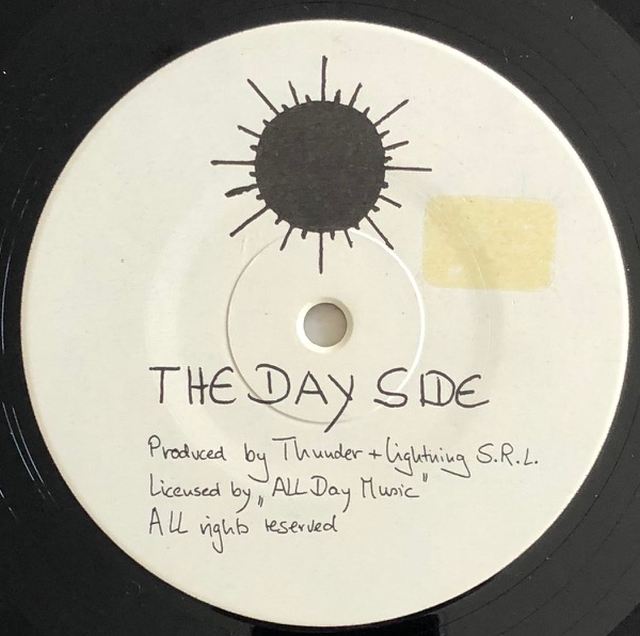 THE DAY SIDE
Produced by Thunder + Lightning S.R.L.
Licensed by „ALL Day Music"
ALL rights reserved